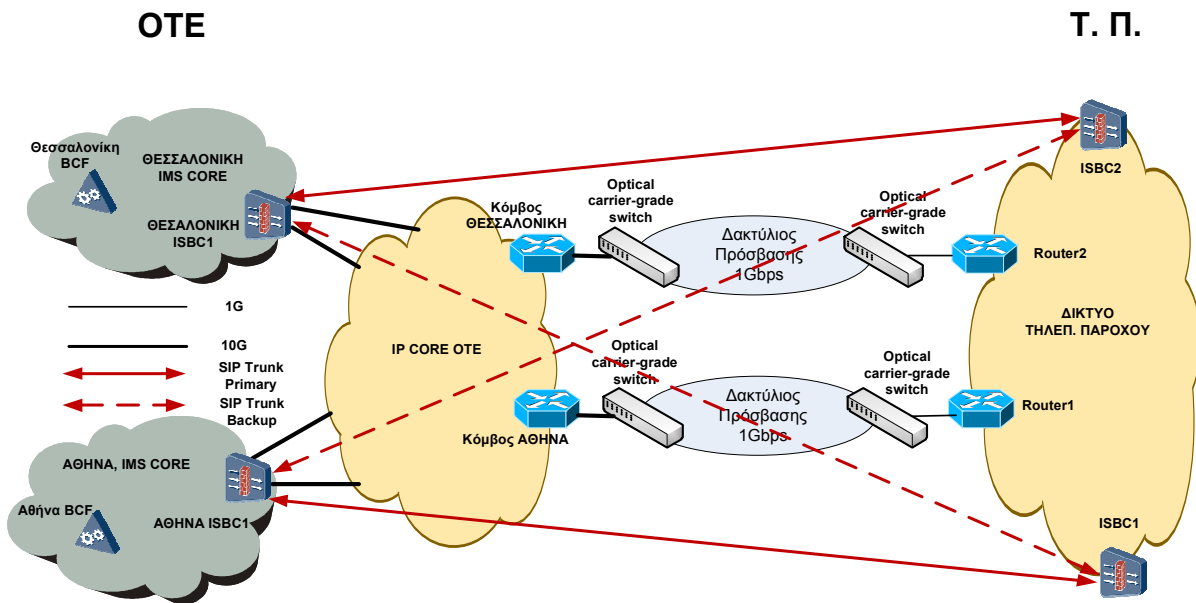 ΟΤΕ
Τ. Π.
Θεσσαλονίκη
BCF
ΘΕΣΣΑΛΟΝΙΚΗ
IMS CORE
ΘΕΣΣΑΛΟΝΙΚΗ
ISBC1
ISBC2
Κόμβος
ΘΕΣΣΑΛΟΝΙΚΗ
Optical
carrier-grade
switch
Δακτύλιος
Πρόσβασης
1Gbps
Optical
carrier-grade
switch
Router2
1G
10G
SIP Trunk
Primary
SIP Trunk
Backup
IP CORE ΟΤΕ
ΔΙΚΤΥΟ
ΤΗΛΕΠ. ΠΑΡΟΧΟΥ
Κόμβος ΑΘΗΝΑ
Optical
carrier-grade
switch
Δακτύλιος
Πρόσβασης
1Gbps
Optical
carrier-grade
switch
Router1
ΑΘΗΝΑ, IMS CORE
Αθήνα BCF
ΑΘΗΝΑ ISBC1
ISBC1